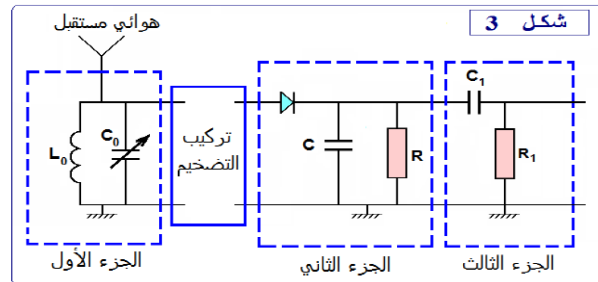 شكل 3
هوائي مستقبل
C₁
L₀
C₀
تركيب
التضخيم
C
R
R₁
الجزء الأول
الجزء الثاني
الجزء الثالث